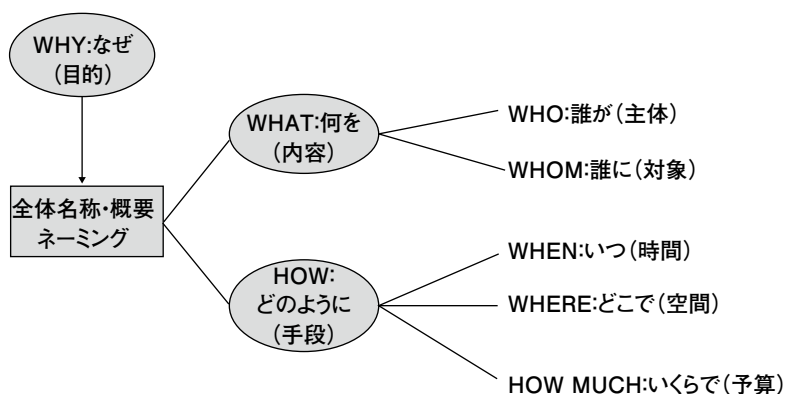 WHY:なぜ
(目的)
全体名称・概要
ネーミング
WHAT:何を
(内容)
WHO:誰が(主体)
WHOM:誰に(対象)
HOW:
どのように
(手段)
WHEN:いつ(時間)
WHERE:どこで(空間)
HOW MUCH:いくらで(予算)